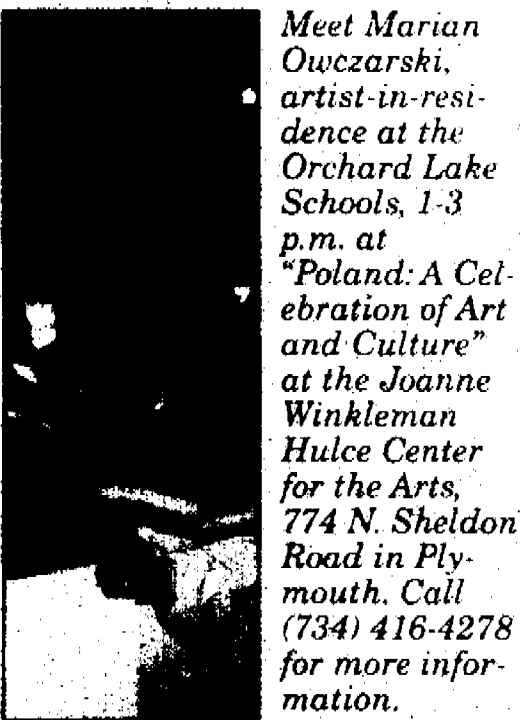 Meet Marian
Owczarski,
artist-in-resi-
dence at the
Orchard Lake
Schools, 1-3
p.m. at
"Poland: A Cel-
ebration of Art
and Culture"
at the Joanne
Winkleman
Hulce Center
for the Arts,
774 N. Sheldon
Road in Ply-
mouth. Call
(734) 416-4278
for more infor-
mation.